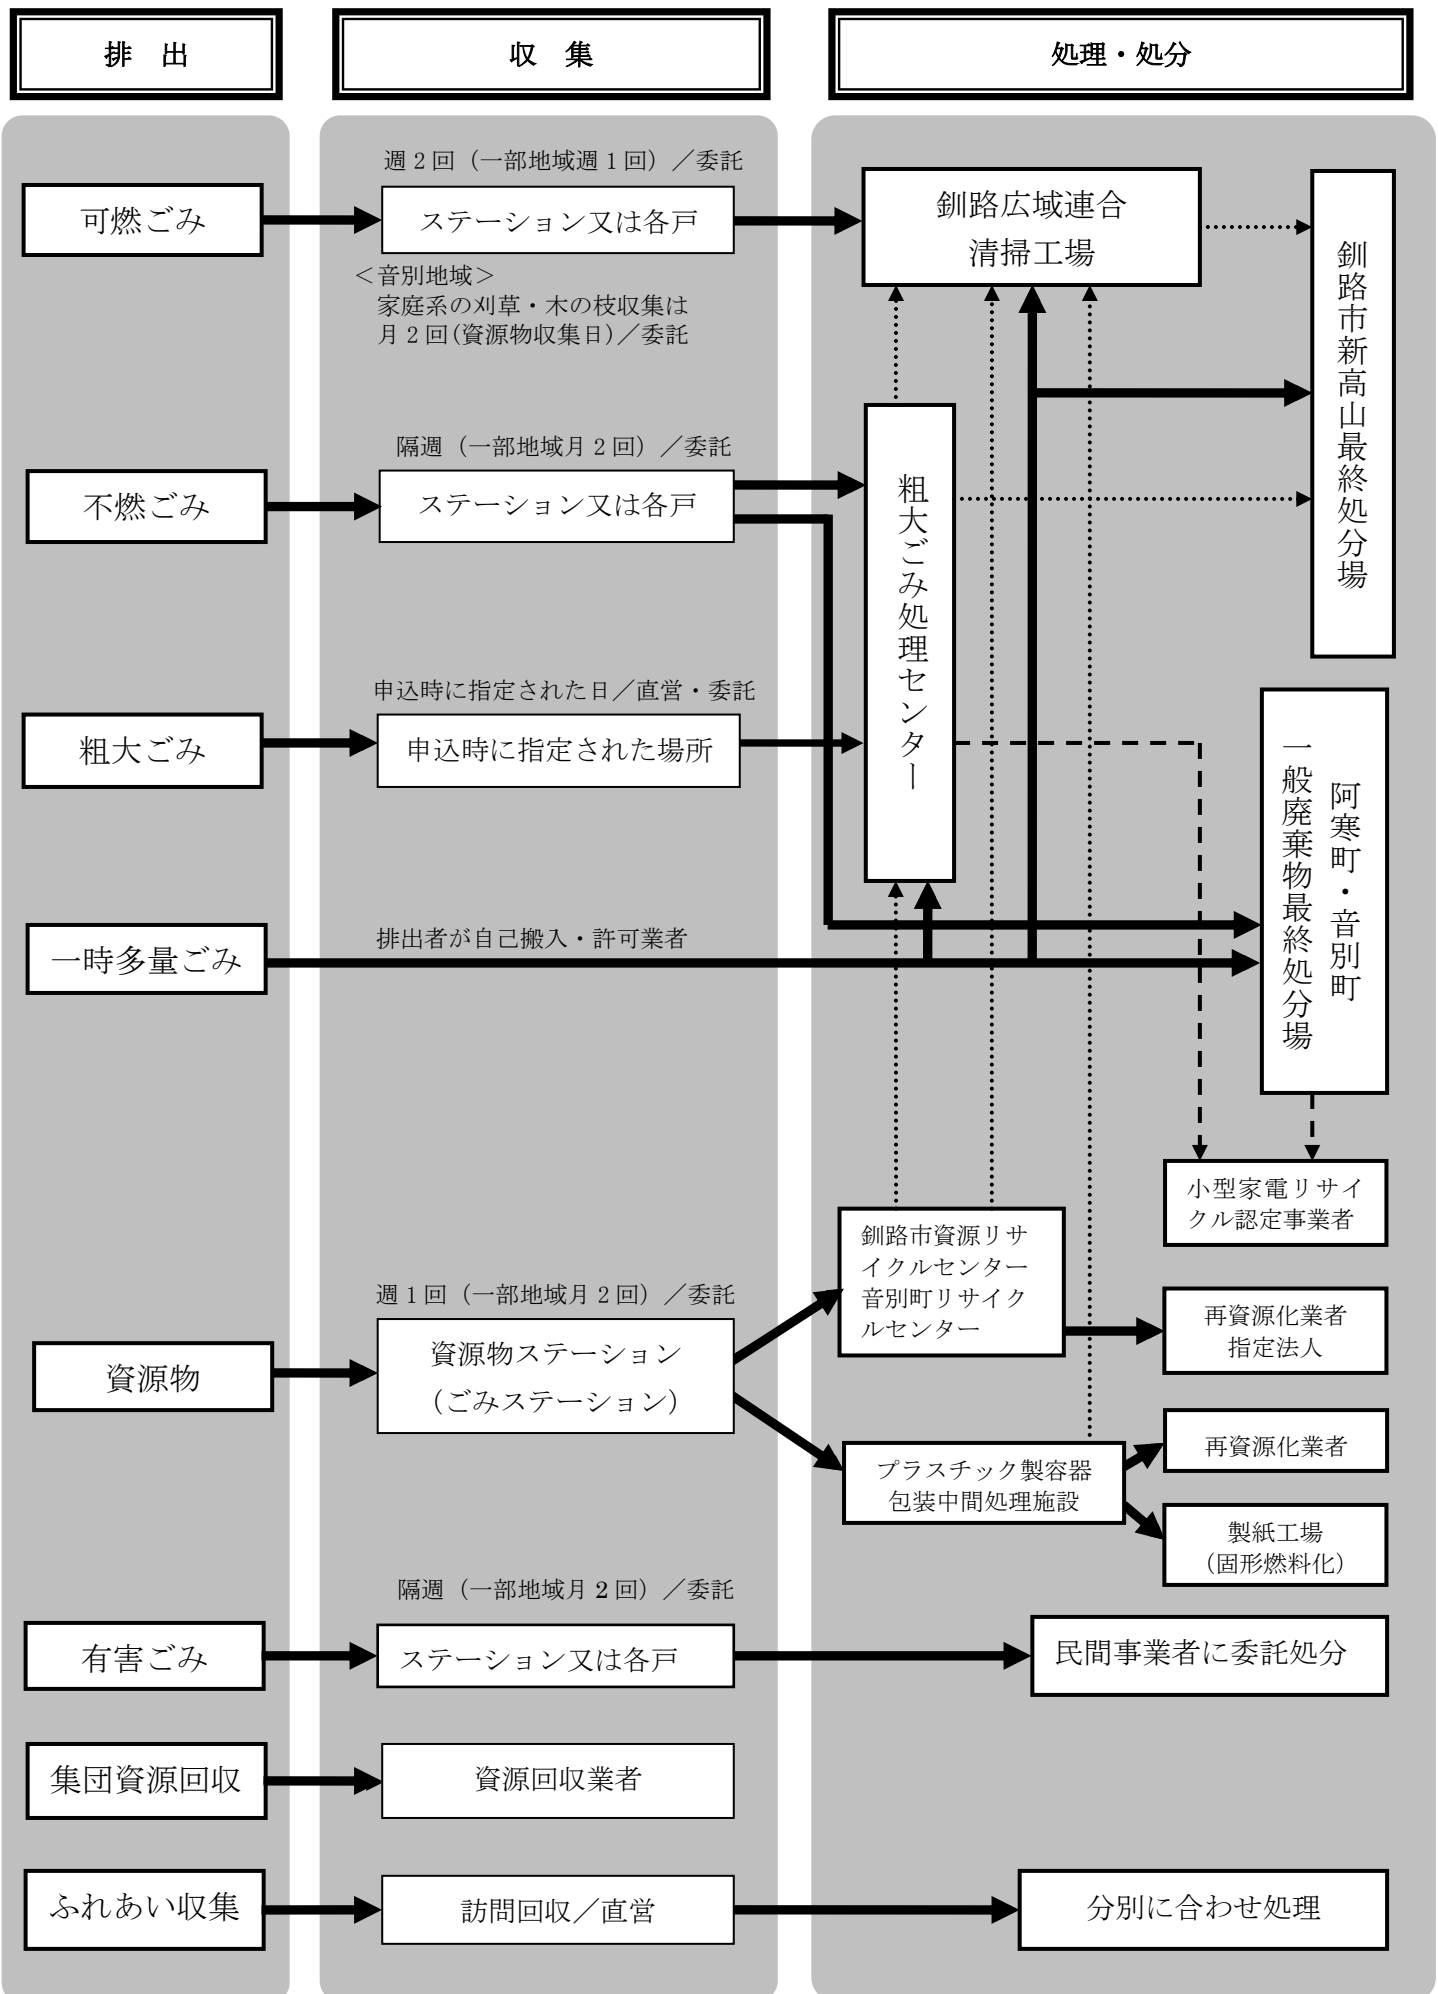 排　出
収　集
処理・処分
週２回（一部地域週１回）／委託
可燃ごみ
ステーション又は各戸
釧路広域連合
清掃工場
釧路市新高山最終処分場
＜音別地域＞
家庭系の刈草・木の枝収集は
月２回(資源物収集日)／委託
隔週（一部地域月２回）／委託
不燃ごみ
ステーション又は各戸
粗大ごみ処理センター
申込時に指定された日／直営・委託
粗大ごみ
申込時に指定された場所
阿寒町・音別町
一般廃棄物最終処分場
一時多量ごみ
排出者が自己搬入・許可業者
小型家電リサイ
クル認定事業者
釧路市資源リサ
イクルセンター
音別町リサイク
ルセンター
再資源化業者
指定法人
週１回（一部地域月２回）／委託
資源物
資源物ステーション
（ごみステーション）
プラスチック製容器
包装中間処理施設
再資源化業者
製紙工場
（固形燃料化）
隔週（一部地域月２回）／委託
有害ごみ
ステーション又は各戸
民間事業者に委託処分
集団資源回収
資源回収業者
ふれあい収集
訪問回収／直営
分別に合わせ処理